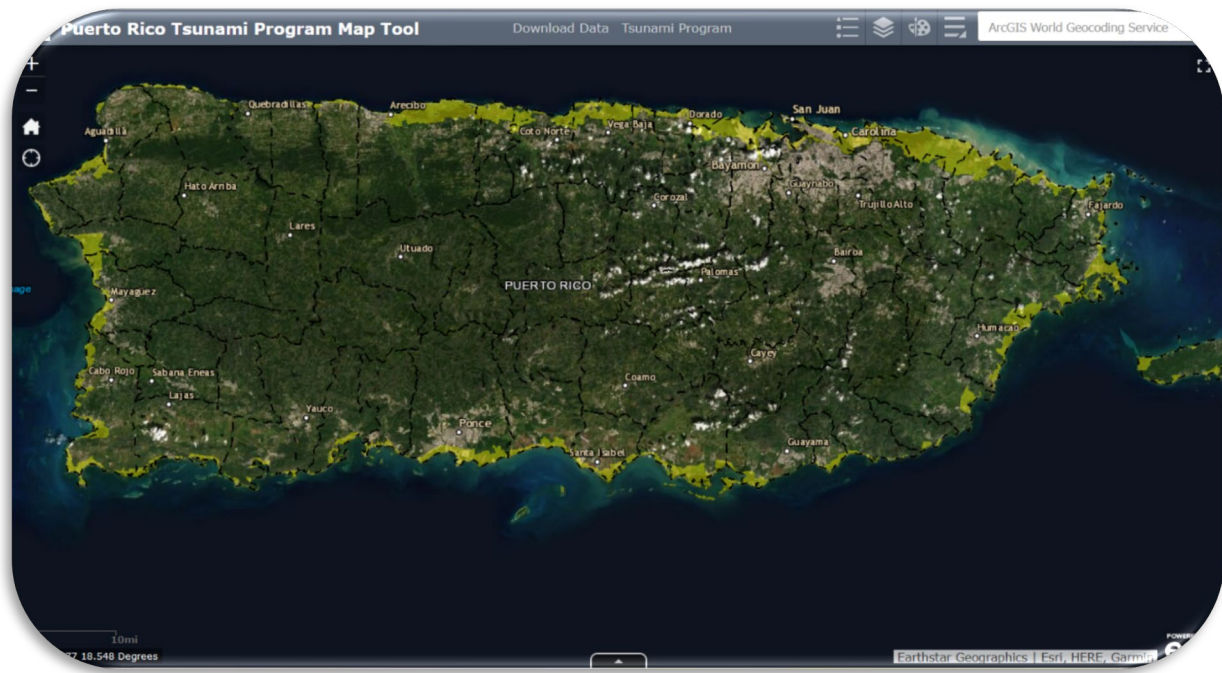 Puerto Rico Tsunami Program Map Tool
Download Data Tsunami Program
ArcGIS World Geocoding Service
+
−
Quebradillas
Arecibo
San Juan
Dorado
Vega Baja
Coto Norte
Carolina
Aguadilla
Bayamon
Guaynabo
Hato Arriba
Corozal
Trujillo Alto
Fajardo
Lares
Utuado
Bairoa
Palomas
PUERTO RICO
Mayaguez
Humacao
Cayey
Cabo Rojo
Sabana Eneas
Coamo
Lajas
Yauco
Ponce
Guayama
Santa Isabel
10mi
77 18.548 Degrees
Earthstar Geographics | Esri, HERE, Garmin